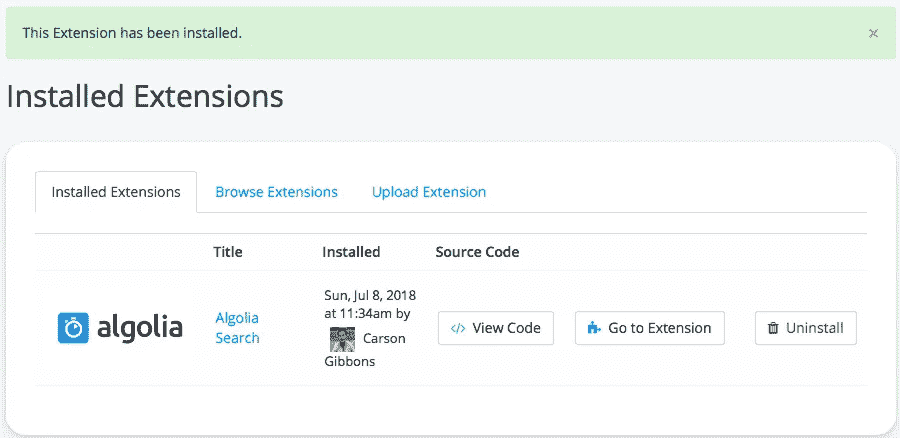 This Extension has been installed.
×
Installed Extensions
Installed Extensions Browse Extensions Upload Extension
Title Installed Source Code
algolia
Algolia
Search
Sun, Jul 8, 2018
at 11:34am by
Carson
Gibbons
</> View Code
Go to Extension
Uninstall